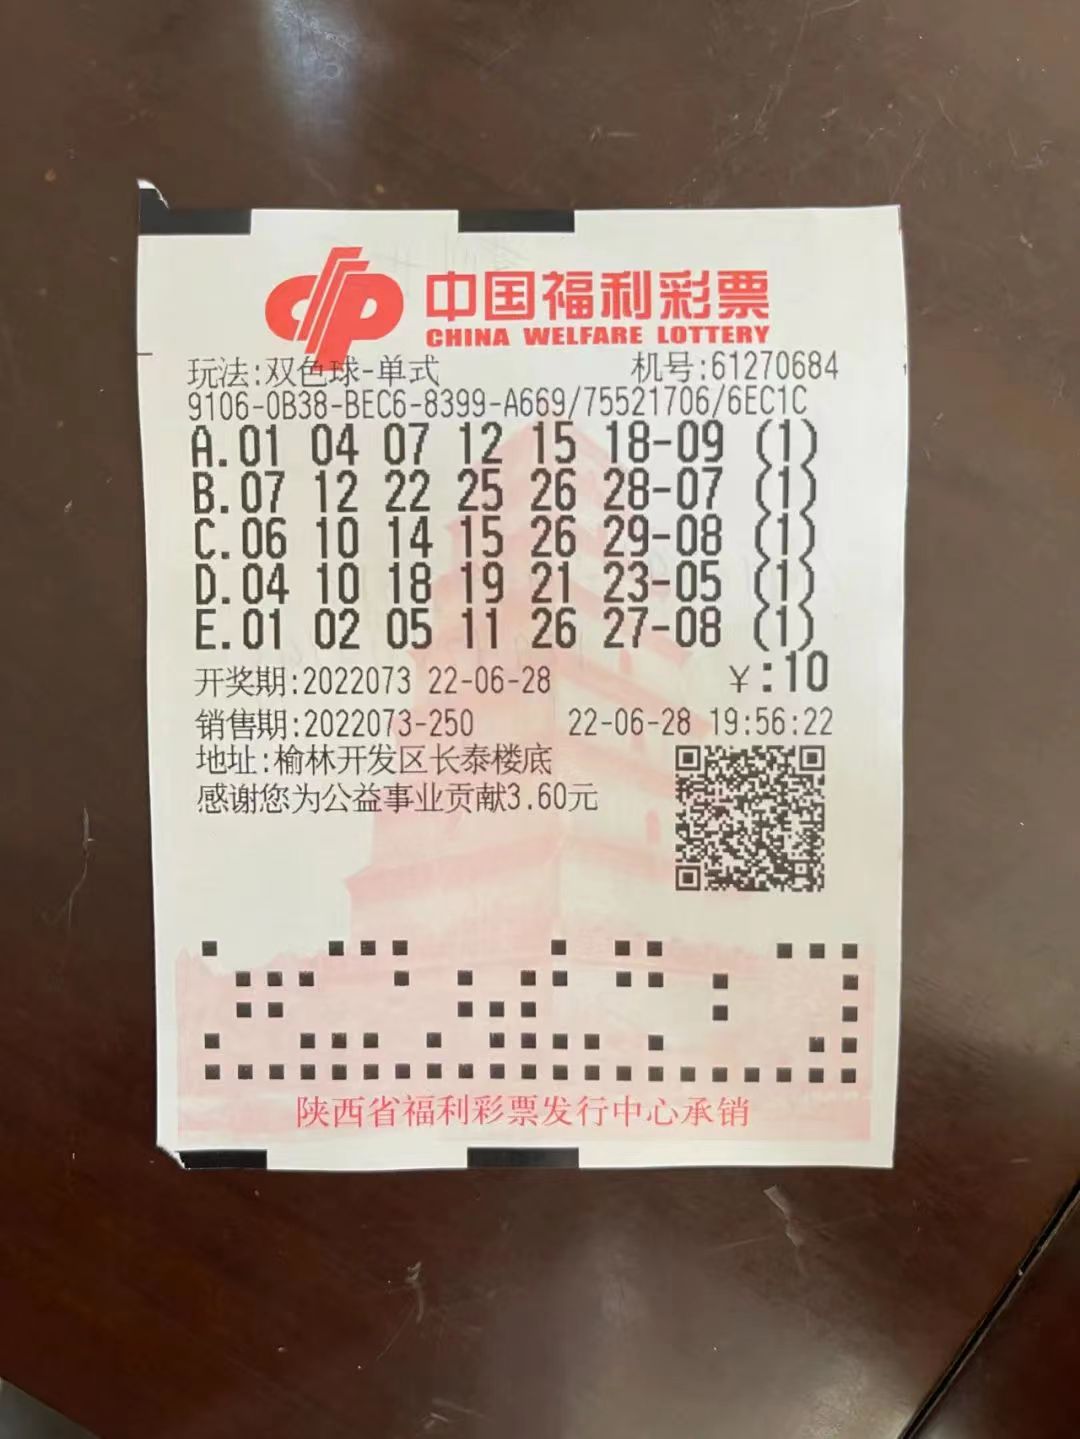 中国福利彩票
CHINA WELFARE LOTTERY
玩法:双色球-单式 机号:61270684
9106-0B38-BEC6-8399-A669/75521706/6EC1C
A.01 04 07 12 15 18-09 (1)
B.07 12 22 25 26 28-07 (1)
C.06 10 14 15 26 29-08 (1)
D.04 10 18 19 21 23-05 (1)
E.01 02 05 11 26 27-08 (1)
开奖期:2022073 22-06-28 ￥:10
销售期:2022073-250 22-06-28 19:56:22
地址:榆林开发区长泰楼底
感谢您为公益事业贡献3.60元
陕西省福利彩票发行中心承销